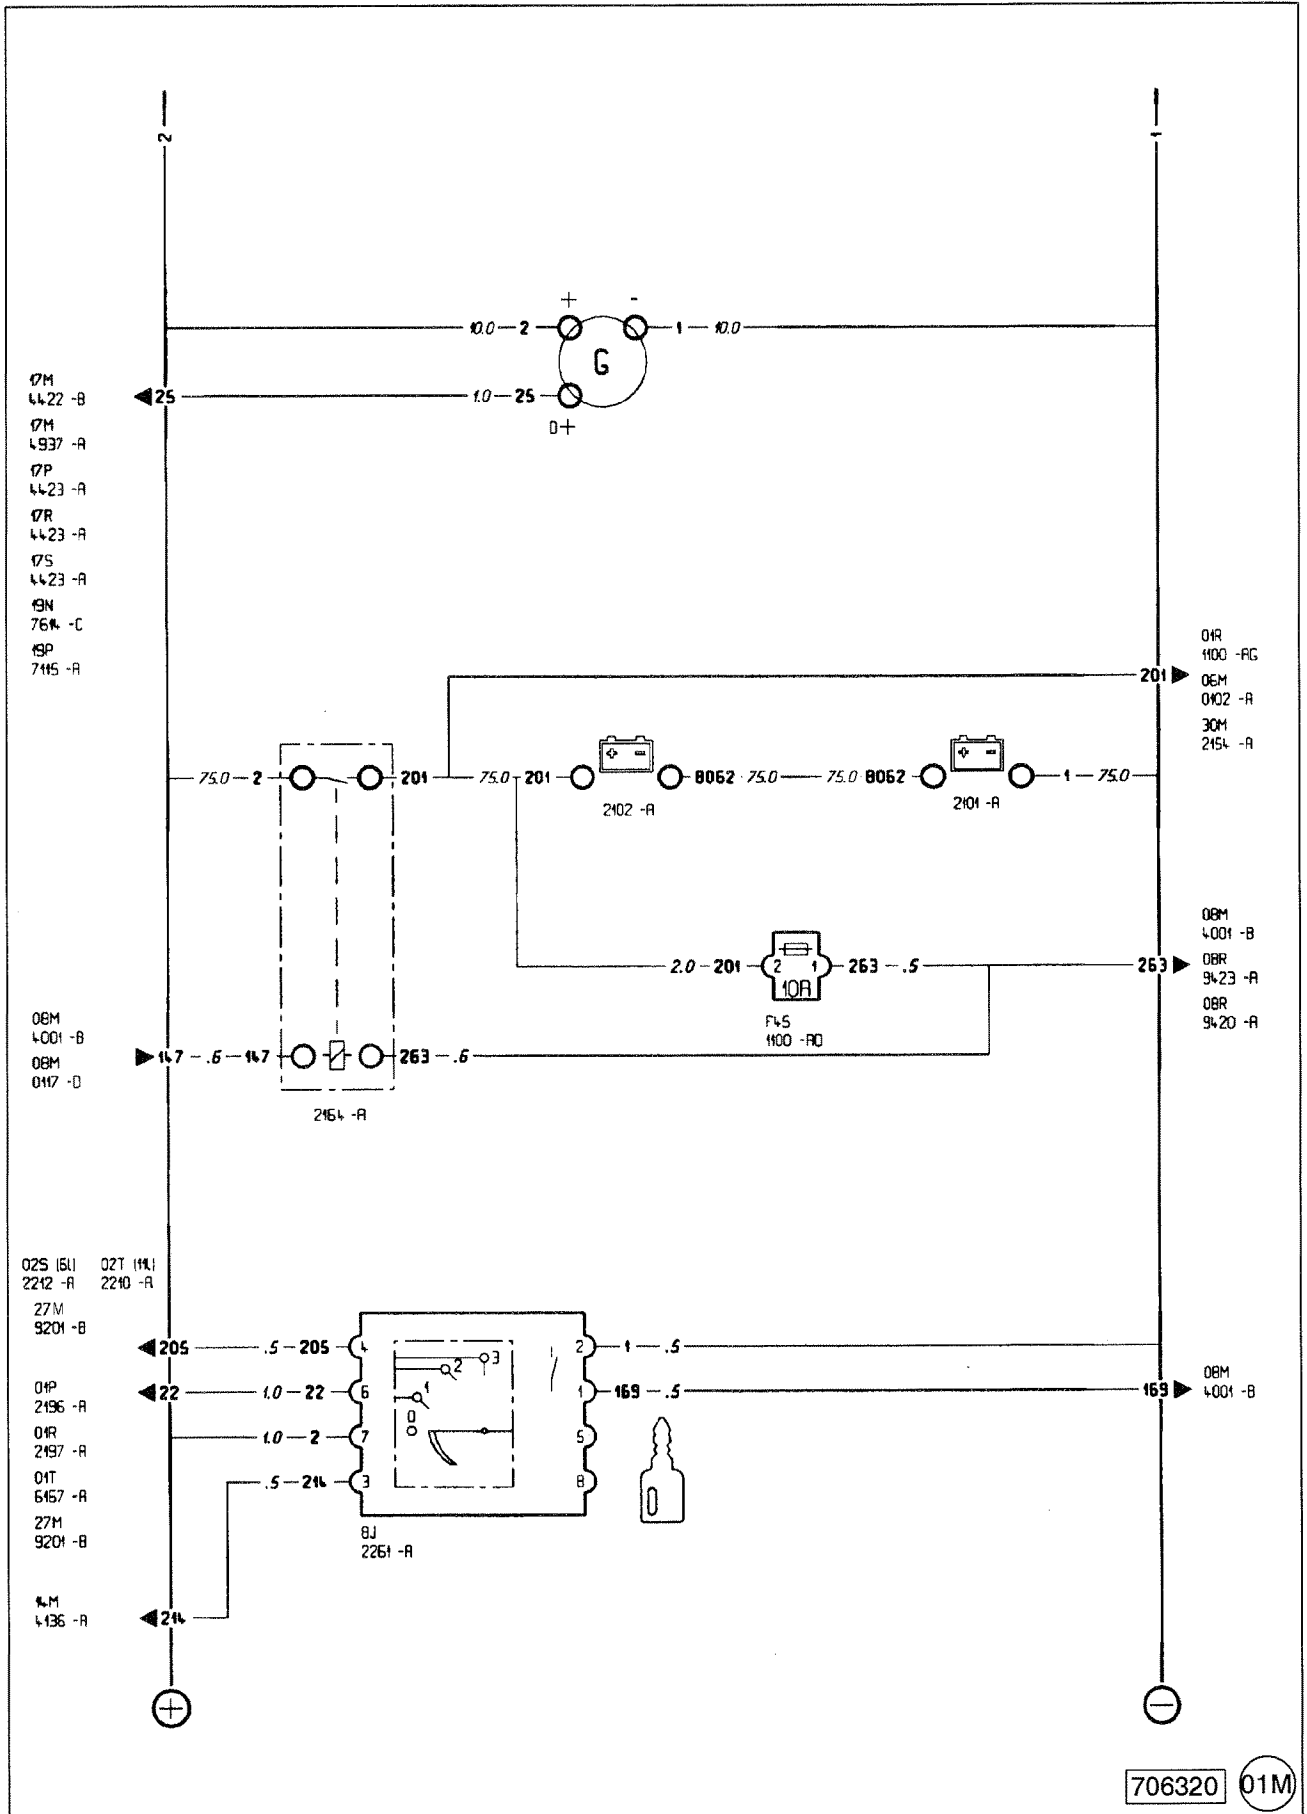 2
1
+ -
10.0 2
1 10.0
G
17M
4422 -B
25
1.0 25
D+
17M
4937 -A
17P
4423 -A
17R
4423 -A
17S
4423 -A
19N
7614 -C
19P
7115 -A
01R
1100 -AG
201
06M
0102 -A
30M
2154 -A
75.0 2
201
75.0 201
+ -
8062 75.0
75.0 8062
+ -
1 75.0
2102 -A
2101 -A
08M
4001 -B
2.0 201
2 1
263 .5
263
08R
9423 -A
10A
08R
9420 -A
F45
1100 -AD
08M
4001 -B
147 .6 147
263 .6
08M
0117 -D
2164 -A
02S (6L) 02T (11L)
2212 -A 2210 -A
27M
9201 -B
205 .5 205
4
3
2
2
1 .5
01P
2196 -A
22 1.0 22
6
1
1
169 .5
169
08M
4001 -B
0
01R
2197 -A
1.0 2
7
5
01T
6167 -A
.5 214
3
8
27M
9201 -B
8J
2261 -A
14M
4136 -A
214
+
-
706320
01M